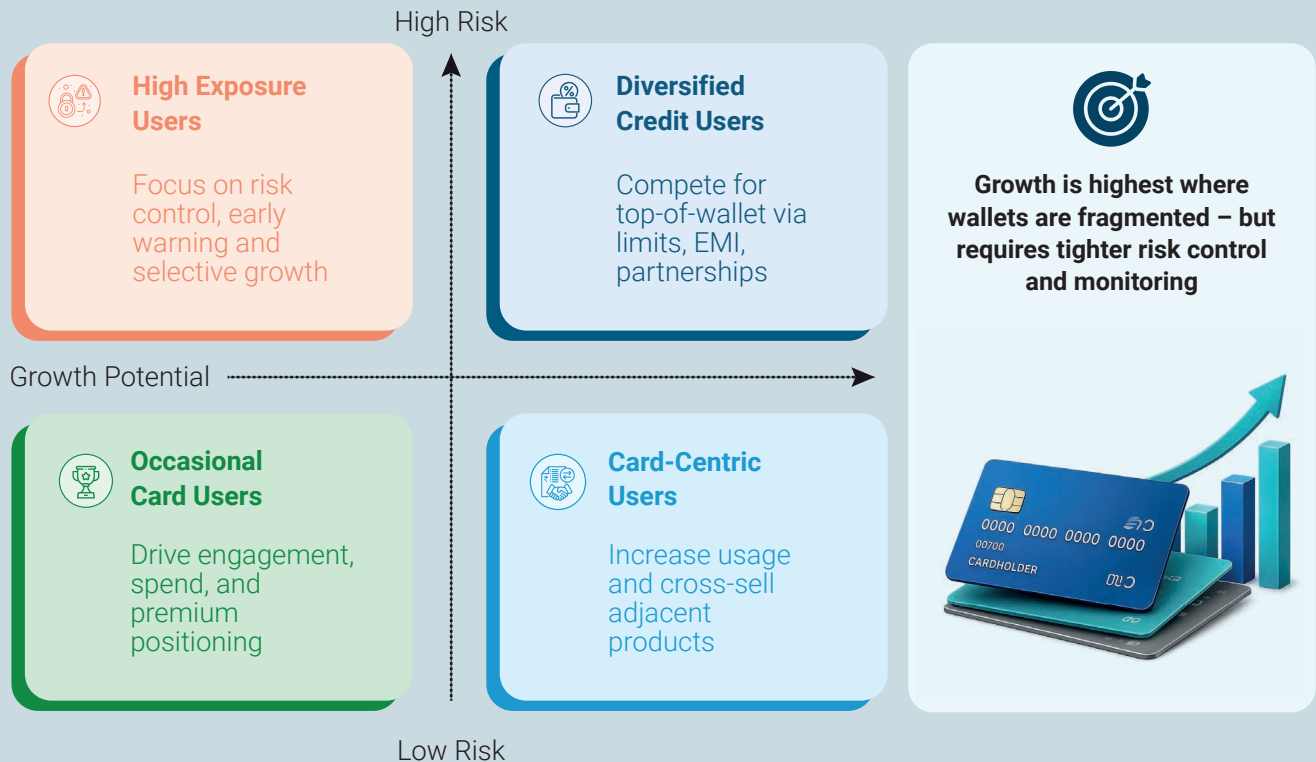 High Risk
High Exposure
Users
Focus on risk
control, early
warning and
selective growth
Diversified
Credit Users
Compete for
top-of-wallet via
limits, EMI,
partnerships
Growth is highest where
wallets are fragmented – but
requires tighter risk control
and monitoring
Growth Potential
Occasional
Card Users
Drive engagement,
spend, and
premium
positioning
Card-Centric
Users
Increase usage
and cross-sell
adjacent
products
0000 0000 0000 0000
00700
CARDHOLDER
Low Risk